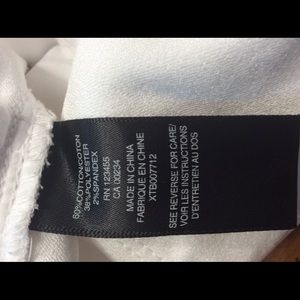 60%COTTON/COTON
38%POLYESTER
2%SPANDEX
RN 123455
CA 00234
MADE IN CHINA
FABRIQUE EN CHINE
XTB007712
SEE REVERSE FOR CARE/
VOIR LES INSTRUCTIONS
D'ENTRETIEN AU DOS